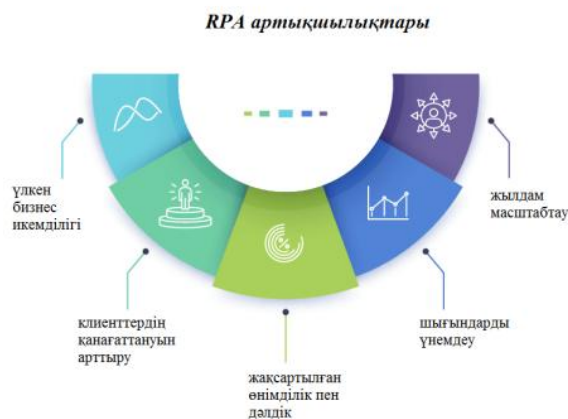 RPA артықшылықтары
үлкен
бизнес
икемділігі
клиенттердің
қанағаттануын
арттыру
жақсартылған
өнімділік пен
дәлдік
шығындарды
үнемдеу
жылдам
масштабтау
%